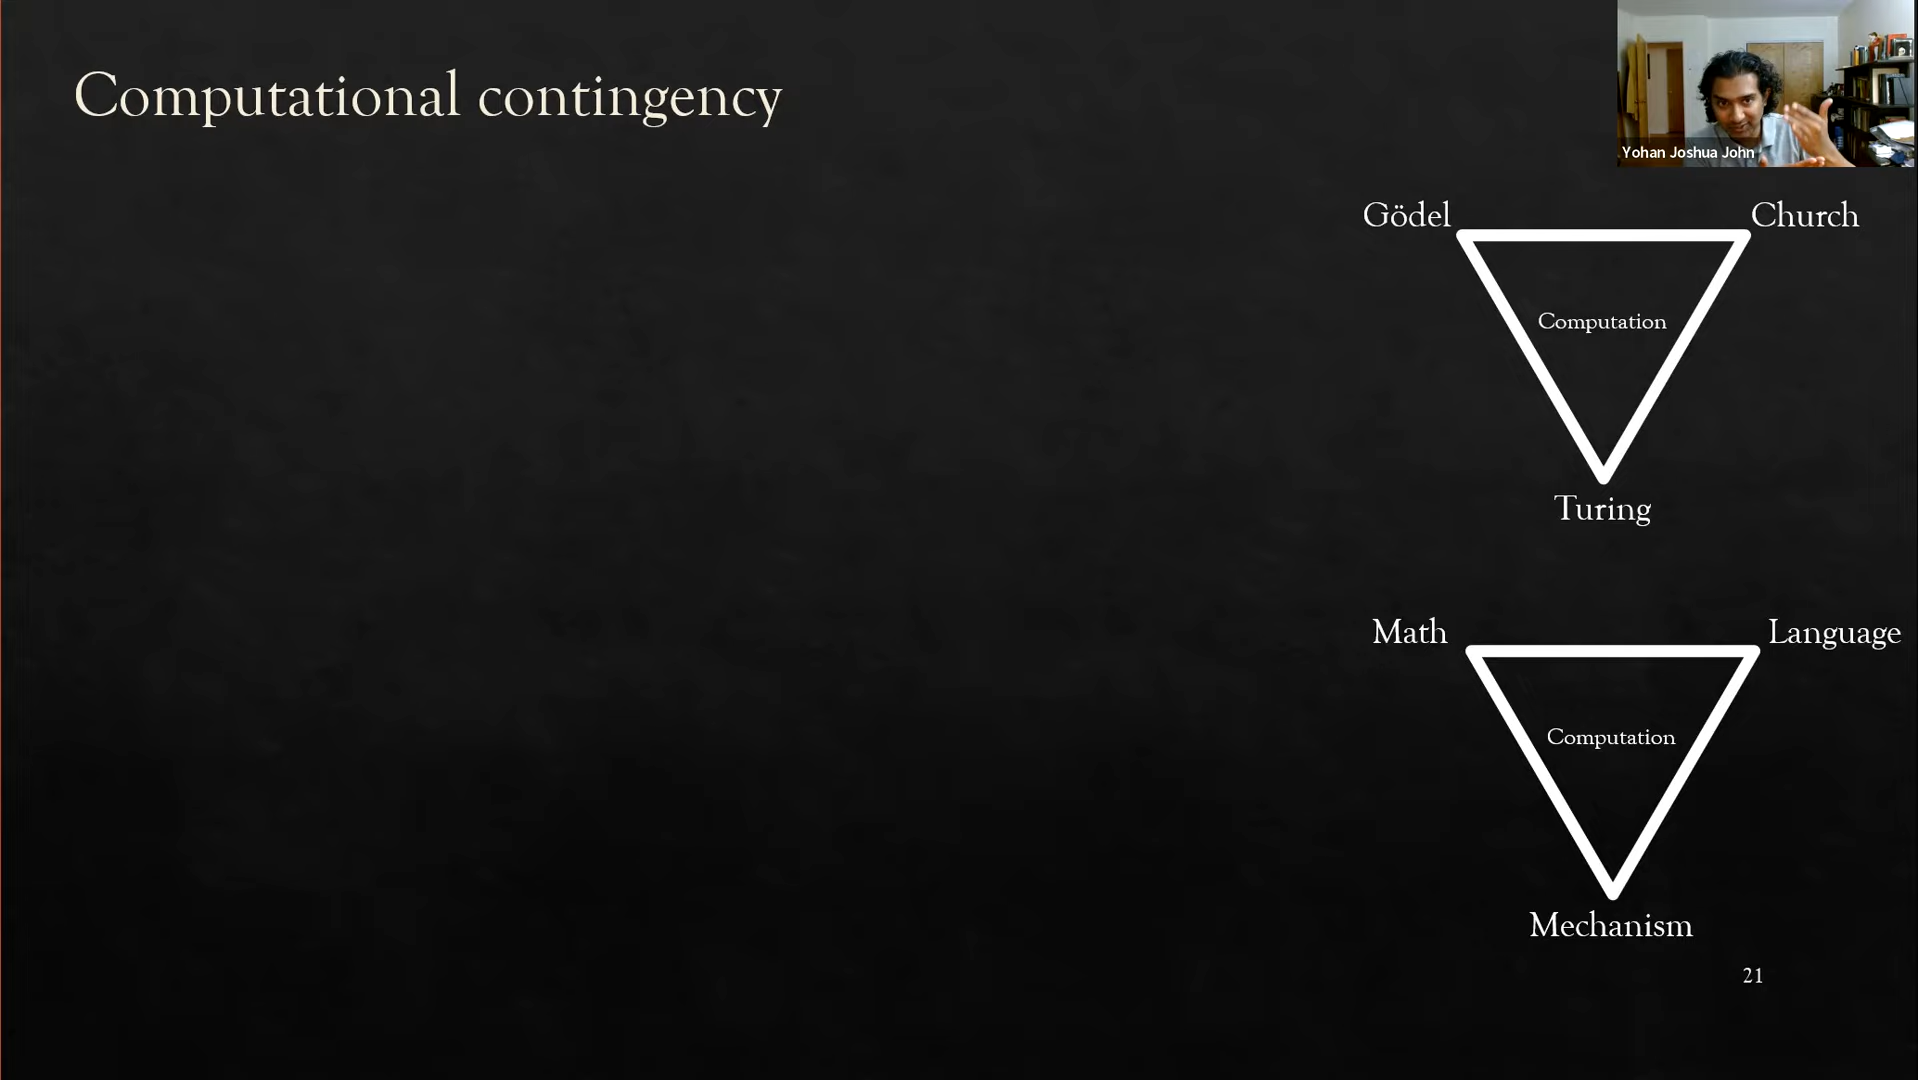 Computational contingency
Yohan Joshua John
Gödel
Church
Computation
Turing
Math
Language
Computation
Mechanism
21